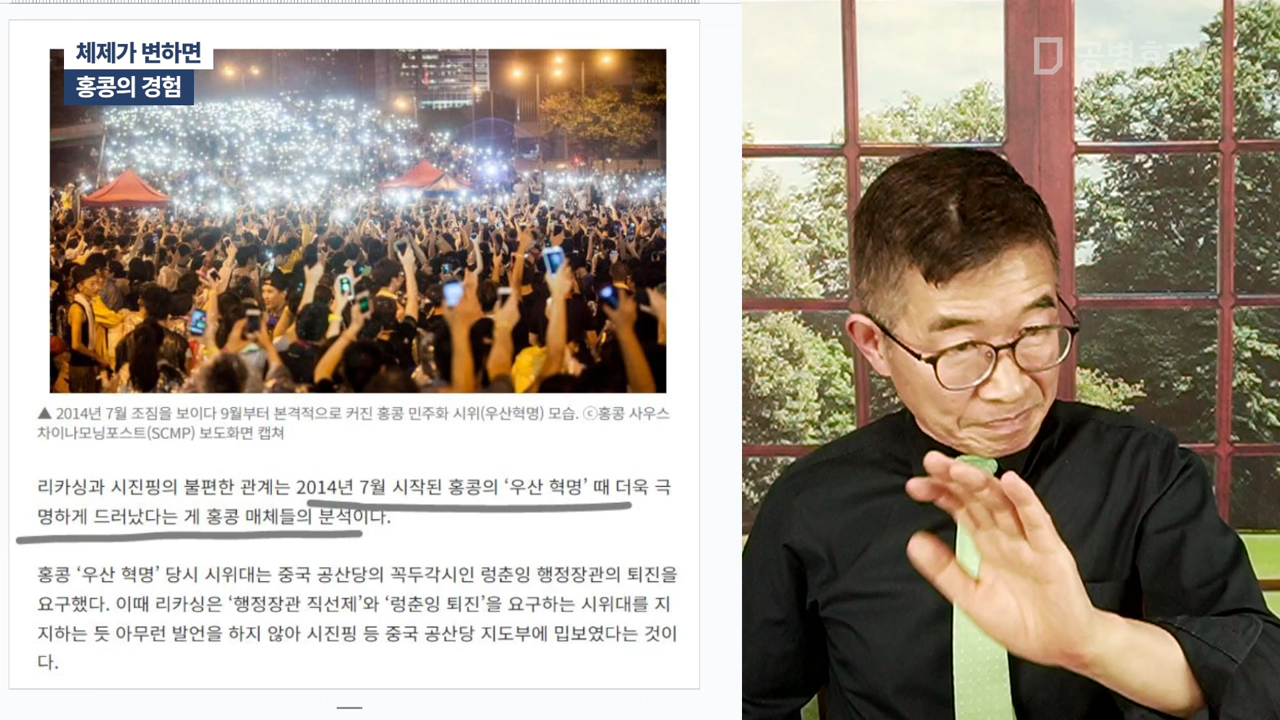 체제가 변하면
홍콩의 경험
▲ 2014년 7월 조짐을 보이다 9월부터 본격적으로 커진 홍콩 민주화 시위(우산혁명) 모습. ⓒ홍콩 사우스
차이나모닝포스트(SCMP) 보도화면 캡쳐
리카싱과 시진핑의 불편한 관계는 2014년 7월 시작된 홍콩의 ‘우산 혁명’ 때 더욱 극
명하게 드러났다는 게 홍콩 매체들의 분석이다.
홍콩 ‘우산 혁명’ 당시 시위대는 중국 공산당의 꼭두각시인 렁춘잉 행정장관의 퇴진을
요구했다. 이때 리카싱은 ‘행정장관 직선제’와 ‘렁춘잉 퇴진’을 요구하는 시위대를 지
지하는 듯 아무런 발언을 하지 않아 시진핑 등 중국 공산당 지도부에 밉보였다는 것이
다.